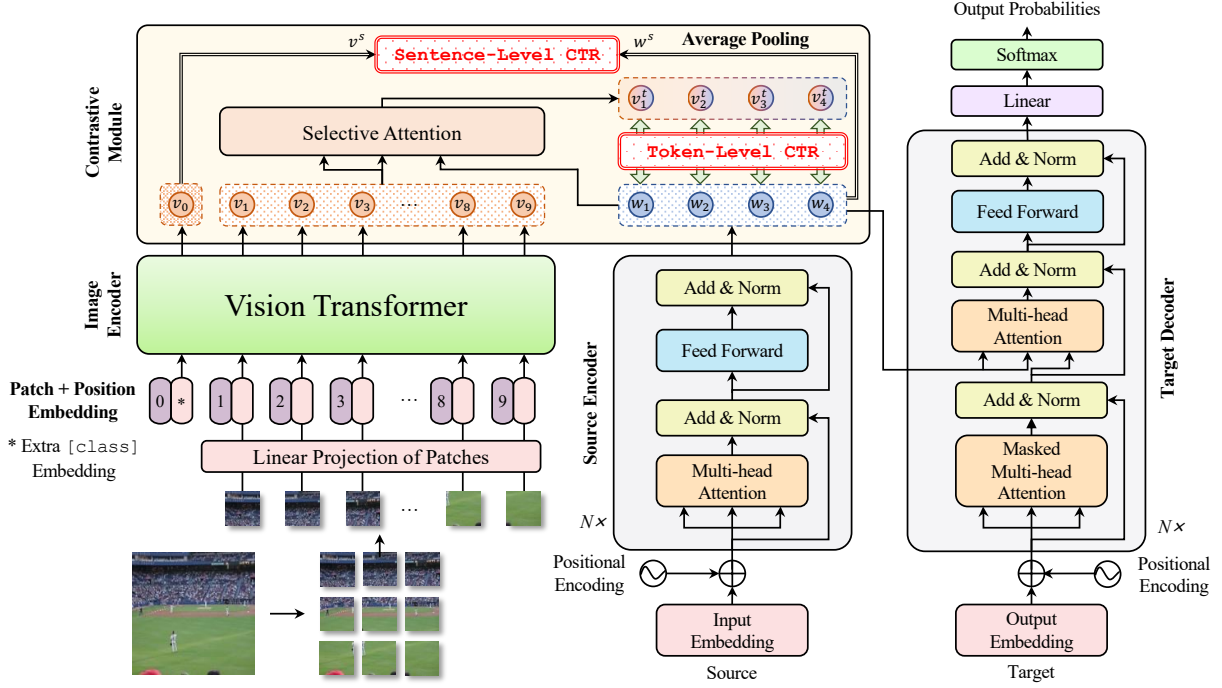 Output Probabilities
Softmax
Linear
Average Pooling
v^s
Sentence-Level CTR
w^s
v_1^t v_2^t v_3^t v_4^t
Selective Attention
Token-Level CTR
Contrastive
Module
v_0 v_1 v_2 v_3 ... v_8 v_9
w_1 w_2 w_3 w_4
Image
Encoder
Vision Transformer
Patch + Position
Embedding
0 * 1 2 3 ... 8 9
* Extra [class]
Embedding
Linear Projection of Patches
...
Source Encoder
Add & Norm
Feed Forward
Add & Norm
Multi-head
Attention
N×
Positional
Encoding
Input
Embedding
Source
Target Decoder
Add & Norm
Feed Forward
Add & Norm
Multi-head
Attention
Add & Norm
Masked
Multi-head
Attention
N×
Positional
Encoding
Output
Embedding
Target